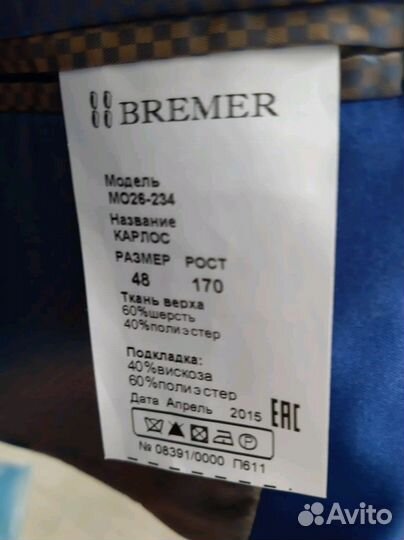 BREMER
Модель
МО26-234
Название
КАРЛОС
РАЗМЕР РОСТ
48 170
Ткань верха
60%шерсть
40%полиэстер
Подкладка:
40%вискоза
60%полиэстер
Дата Апрель 2015 EAC
№ 08391/0000 П611
Avito